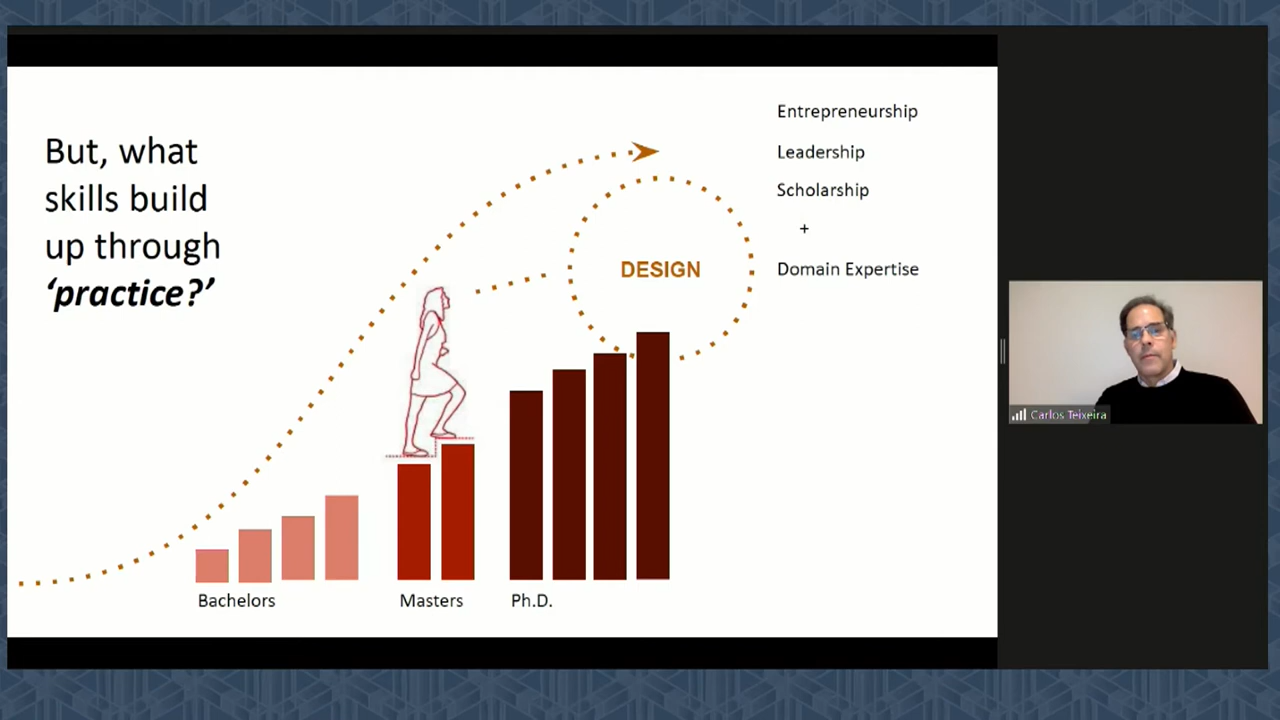 But, what
skills build
up through
‘practice?’
Entrepreneurship
Leadership
Scholarship
+
Domain Expertise
DESIGN
Bachelors
Masters
Ph.D.
Carlos Teixeira